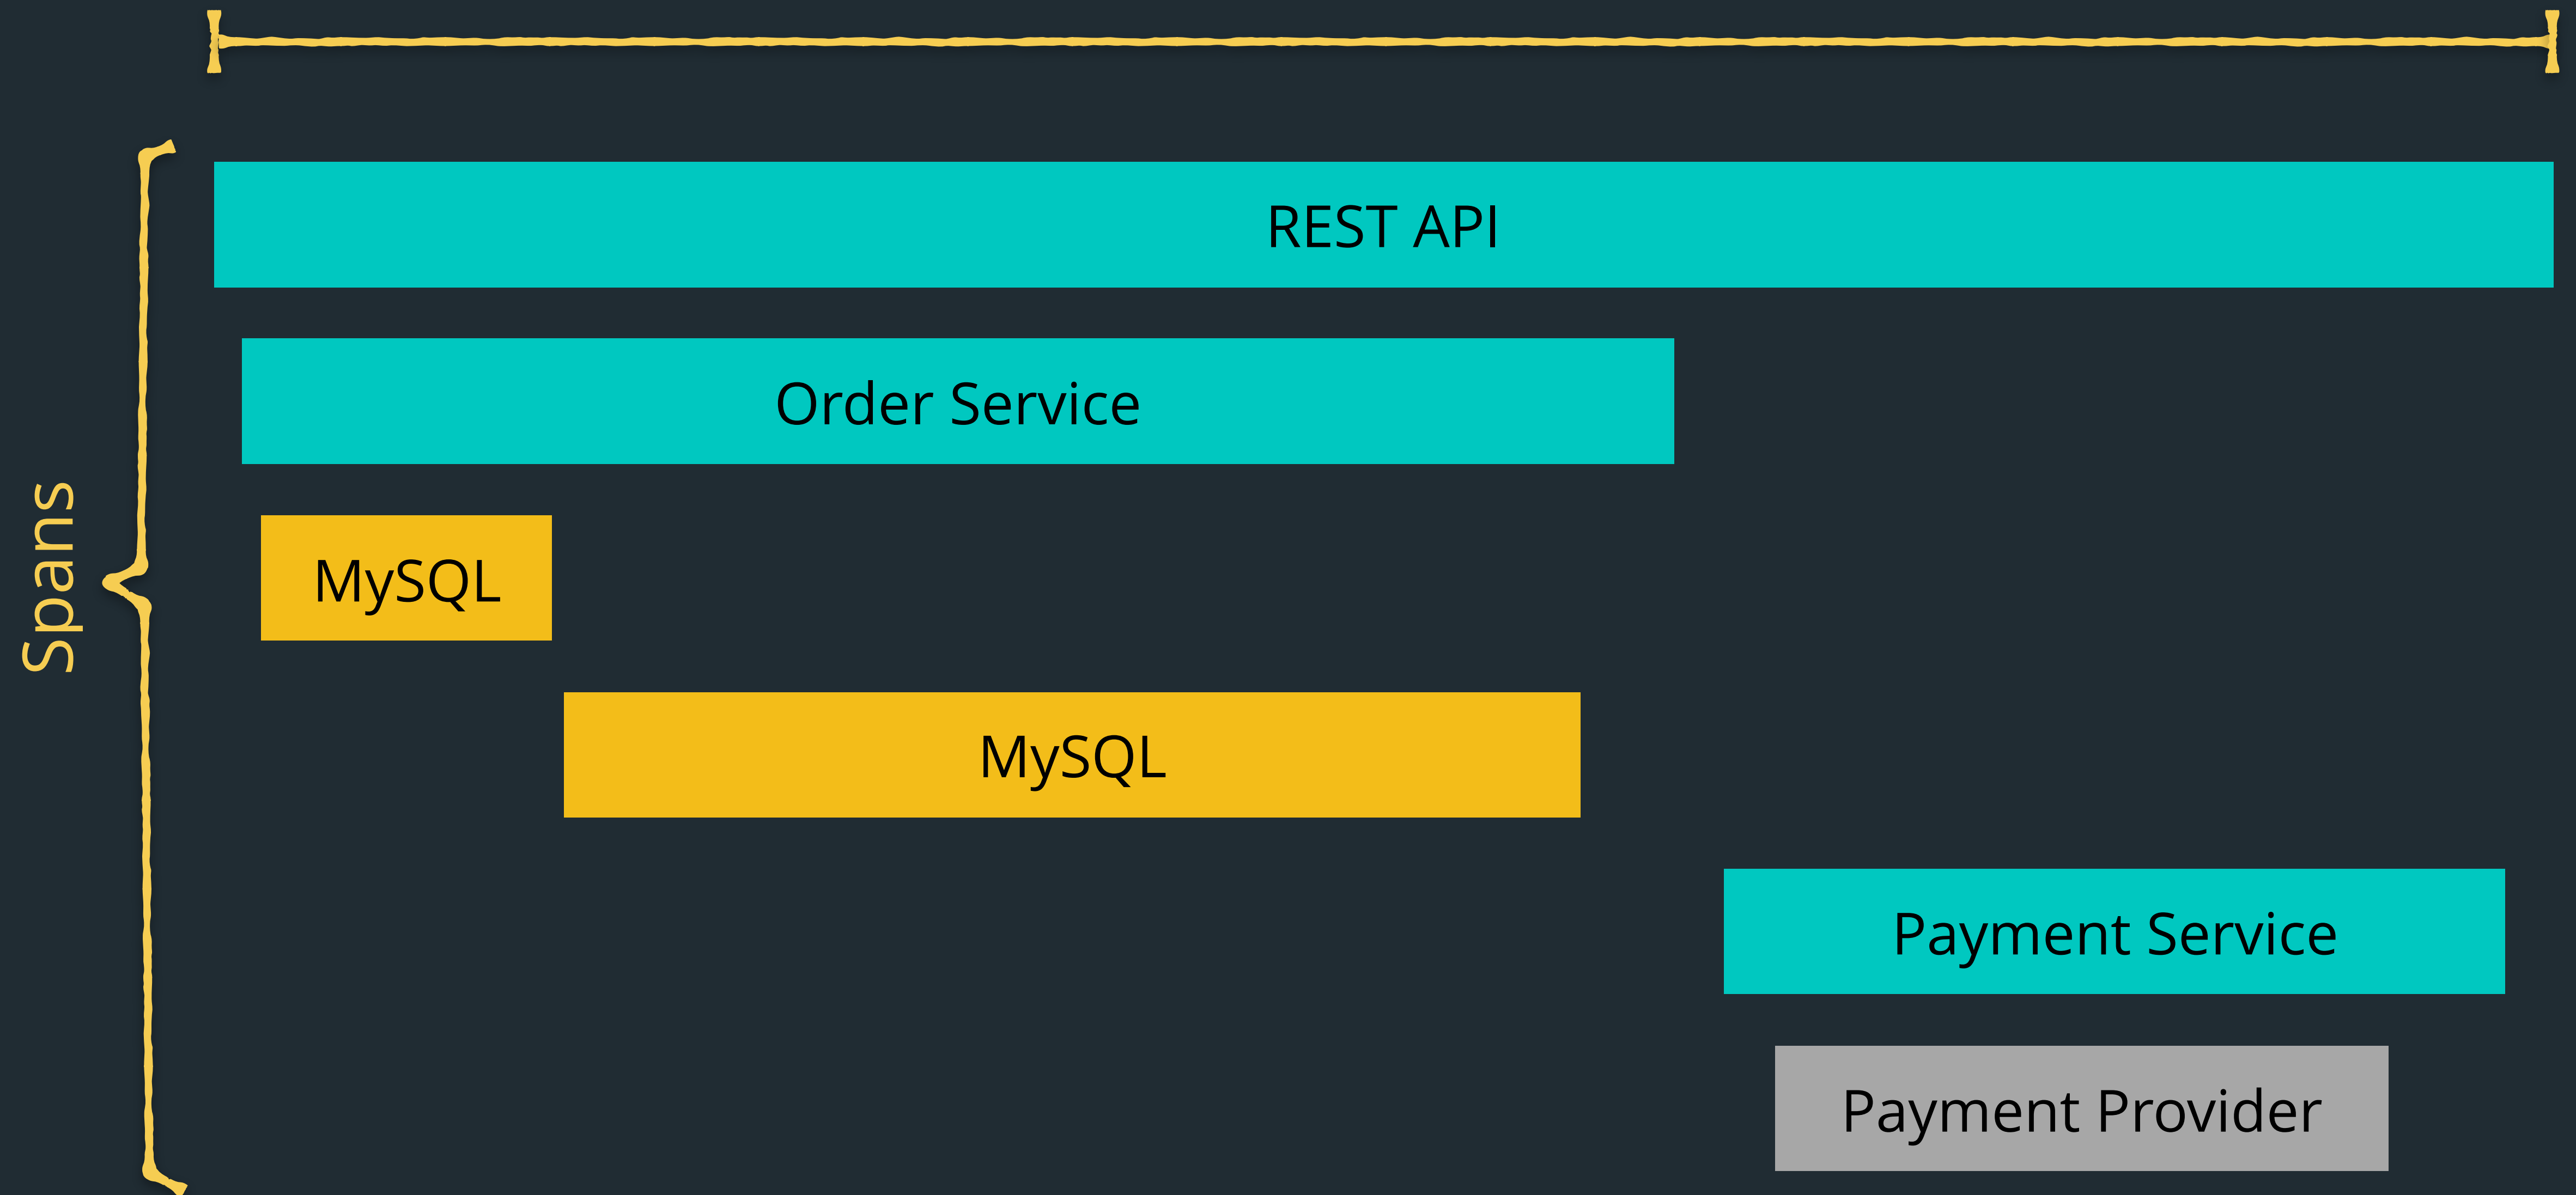 REST API
Order Service
Spans
MySQL
MySQL
Payment Service
Payment Provider